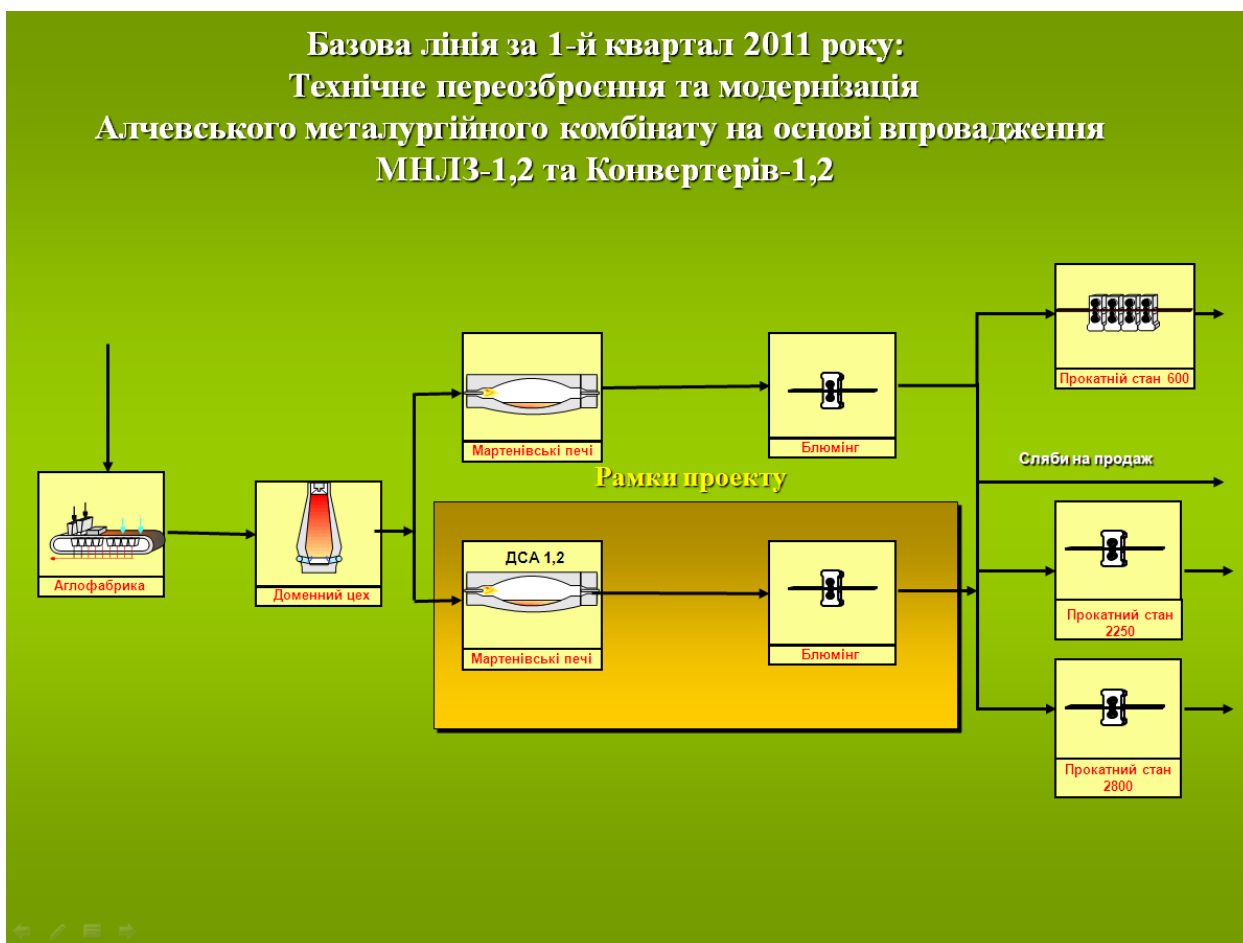 Базова лінія за 1-й квартал 2011 року:
Технічне переозброєння та модернізація
Алчевського металургійного комбінату на основі впровадження
МНЛЗ-1,2 та Конвертерів-1,2
Прокатній стан 600
Мартенівські печі
Блюмінг
Сляби на продаж
Рамки проекту
Аглофабрика
Доменний цех
ДСА 1,2
Мартенівські печі
Блюмінг
Прокатний стан
2250
Прокатний стан
2800